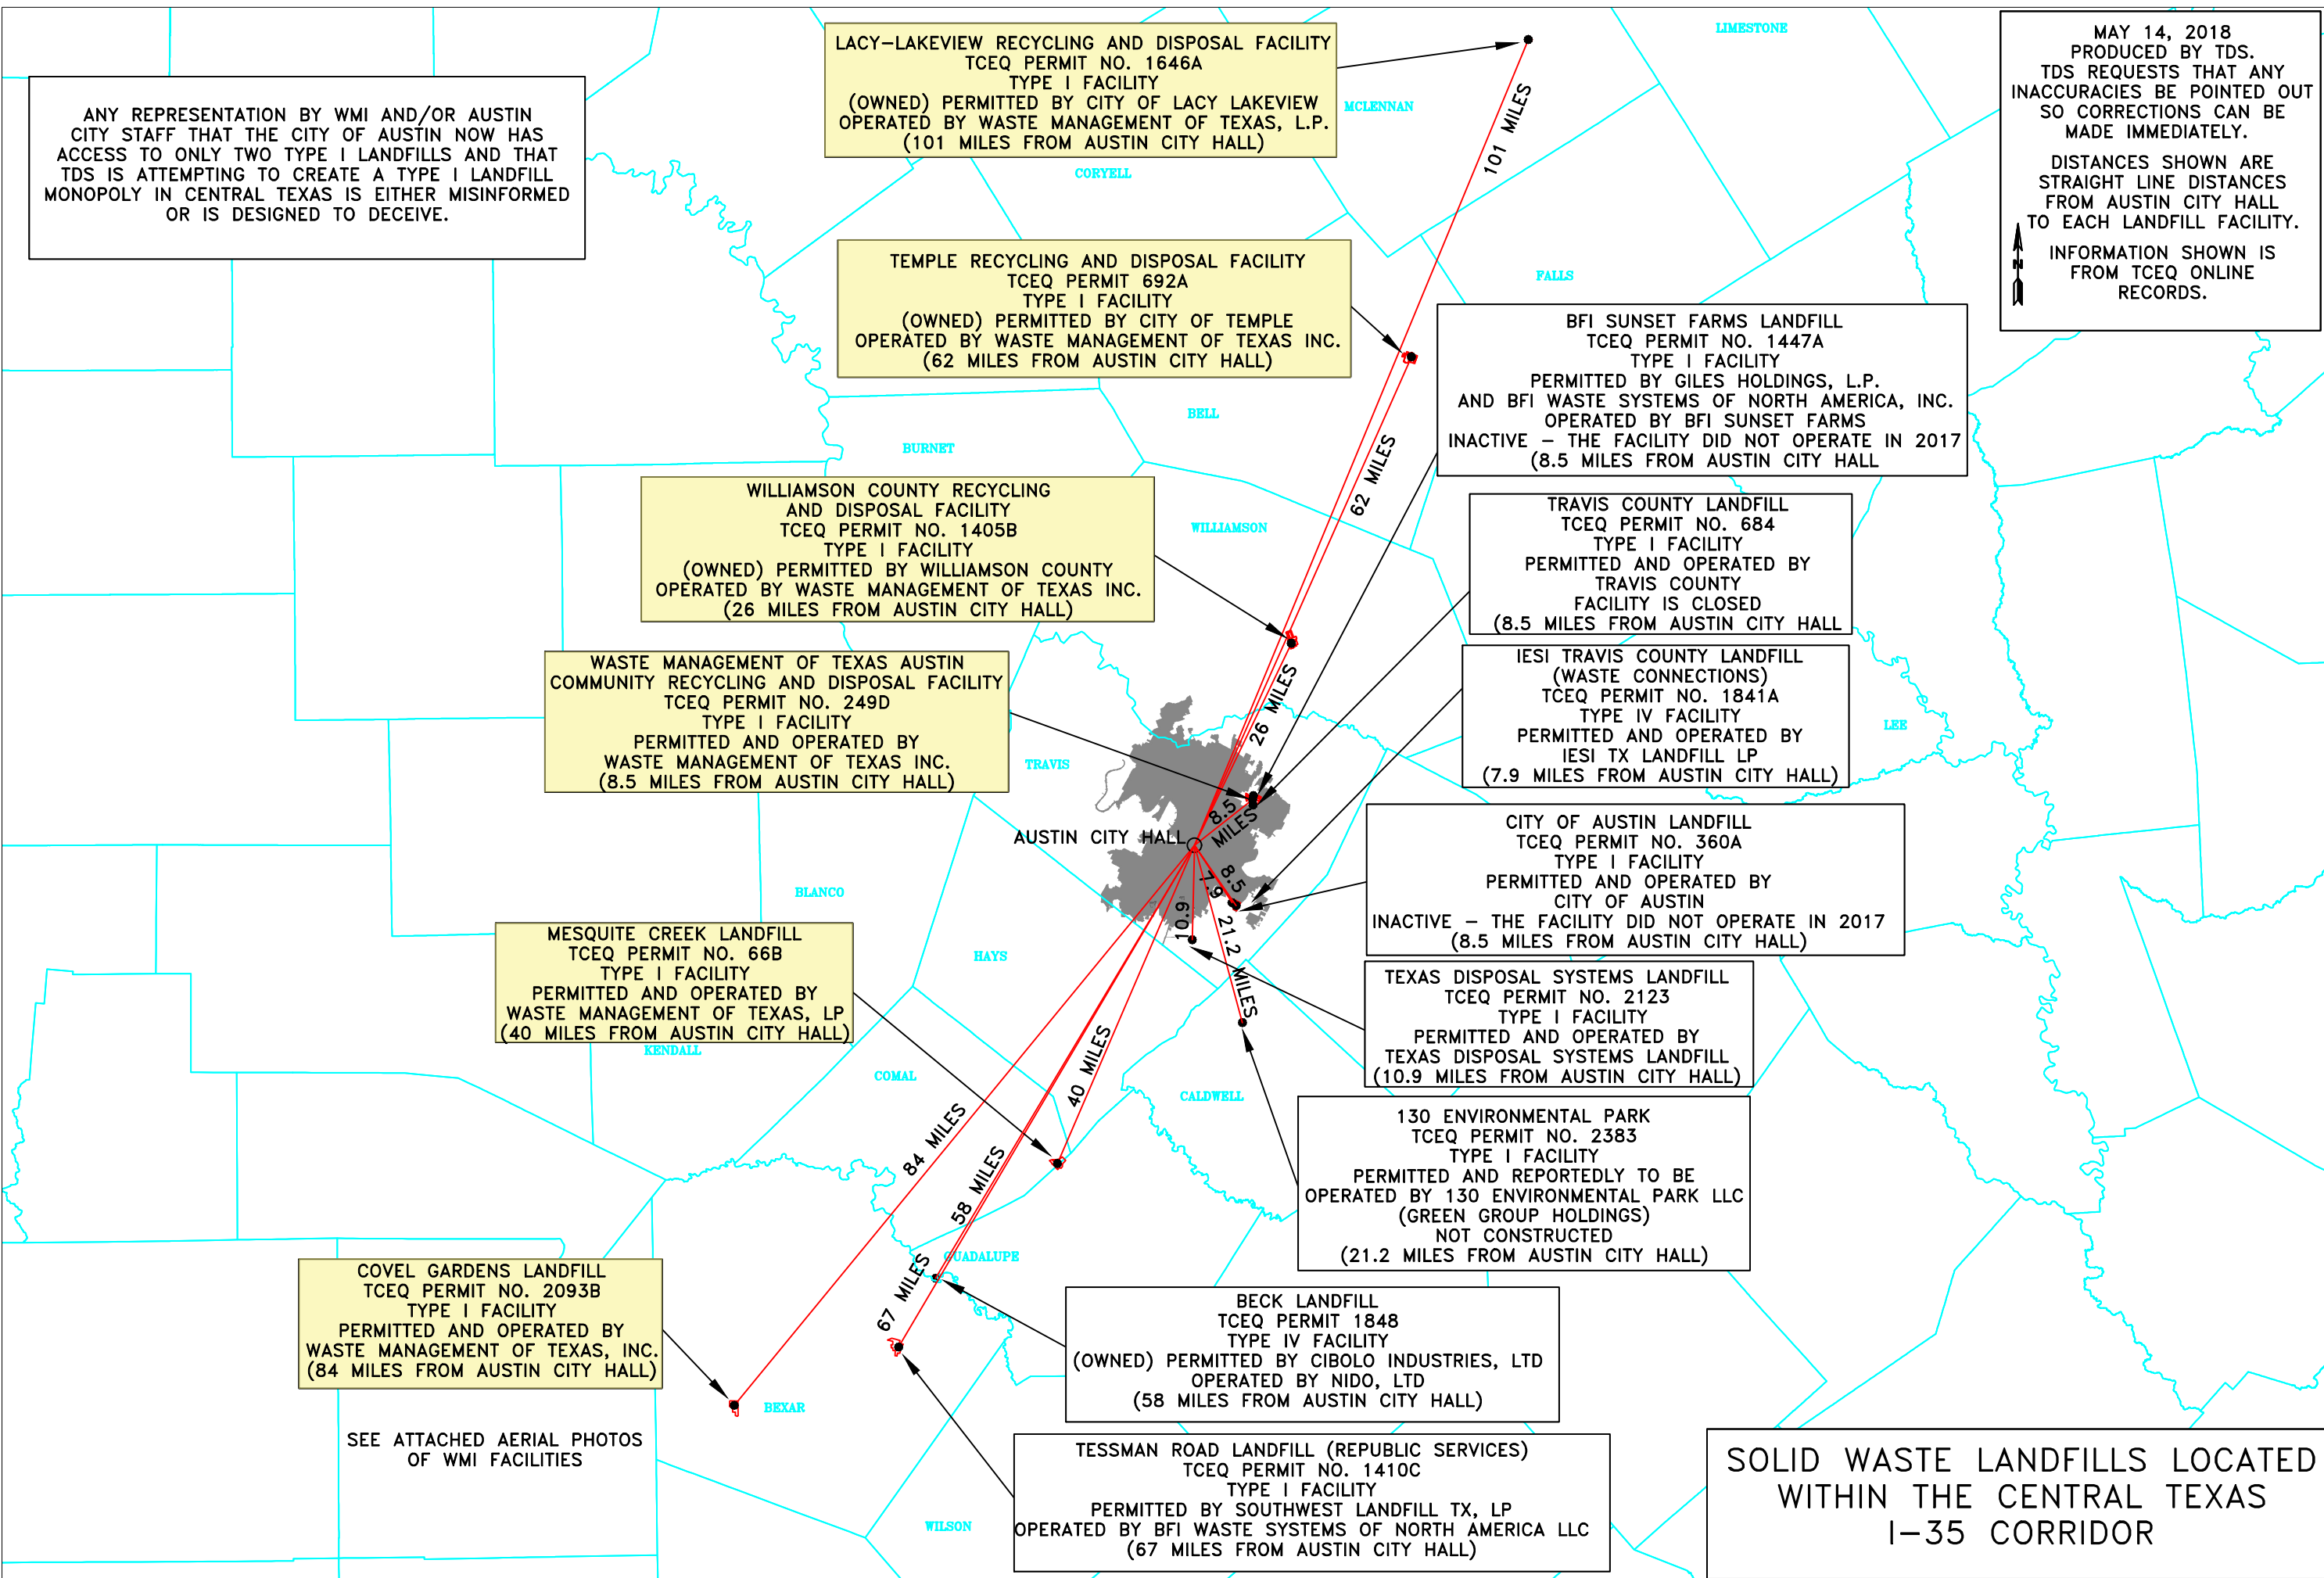 ANY REPRESENTATION BY WMI AND/OR AUSTIN
CITY STAFF THAT THE CITY OF AUSTIN NOW HAS
ACCESS TO ONLY TWO TYPE I LANDFILLS AND THAT
TDS IS ATTEMPTING TO CREATE A TYPE I LANDFILL
MONOPOLY IN CENTRAL TEXAS IS EITHER MISINFORMED
OR IS DESIGNED TO DECEIVE.
LACY-LAKEVIEW RECYCLING AND DISPOSAL FACILITY
TCEQ PERMIT NO. 1646A
TYPE I FACILITY
(OWNED) PERMITTED BY CITY OF LACY LAKEVIEW
OPERATED BY WASTE MANAGEMENT OF TEXAS, L.P.
(101 MILES FROM AUSTIN CITY HALL)
MAY 14, 2018
PRODUCED BY TDS.
TDS REQUESTS THAT ANY
INACCURACIES BE POINTED OUT
SO CORRECTIONS CAN BE
MADE IMMEDIATELY.
DISTANCES SHOWN ARE
STRAIGHT LINE DISTANCES
FROM AUSTIN CITY HALL
TO EACH LANDFILL FACILITY.
INFORMATION SHOWN IS
FROM TCEQ ONLINE
RECORDS.
N
LIMESTONE
MCLENNAN
101 MILES
CORYELL
FALLS
TEMPLE RECYCLING AND DISPOSAL FACILITY
TCEQ PERMIT 692A
TYPE I FACILITY
(OWNED) PERMITTED BY CITY OF TEMPLE
OPERATED BY WASTE MANAGEMENT OF TEXAS INC.
(62 MILES FROM AUSTIN CITY HALL)
BFI SUNSET FARMS LANDFILL
TCEQ PERMIT NO. 1447A
TYPE I FACILITY
PERMITTED BY GILES HOLDINGS, L.P.
AND BFI WASTE SYSTEMS OF NORTH AMERICA, INC.
OPERATED BY BFI SUNSET FARMS
INACTIVE - THE FACILITY DID NOT OPERATE IN 2017
(8.5 MILES FROM AUSTIN CITY HALL
BELL
BURNET
62 MILES
WILLIAMSON COUNTY RECYCLING
AND DISPOSAL FACILITY
TCEQ PERMIT NO. 1405B
TYPE I FACILITY
(OWNED) PERMITTED BY WILLIAMSON COUNTY
OPERATED BY WASTE MANAGEMENT OF TEXAS INC.
(26 MILES FROM AUSTIN CITY HALL)
WILLIAMSON
TRAVIS COUNTY LANDFILL
TCEQ PERMIT NO. 684
TYPE I FACILITY
PERMITTED AND OPERATED BY
TRAVIS COUNTY
FACILITY IS CLOSED
(8.5 MILES FROM AUSTIN CITY HALL
WASTE MANAGEMENT OF TEXAS AUSTIN
COMMUNITY RECYCLING AND DISPOSAL FACILITY
TCEQ PERMIT NO. 249D
TYPE I FACILITY
PERMITTED AND OPERATED BY
WASTE MANAGEMENT OF TEXAS INC.
(8.5 MILES FROM AUSTIN CITY HALL)
26 MILES
IESI TRAVIS COUNTY LANDFILL
(WASTE CONNECTIONS)
TCEQ PERMIT NO. 1841A
TYPE IV FACILITY
PERMITTED AND OPERATED BY
IESI TX LANDFILL LP
(7.9 MILES FROM AUSTIN CITY HALL)
LEE
TRAVIS
8.5
MILES
AUSTIN CITY HALL
CITY OF AUSTIN LANDFILL
TCEQ PERMIT NO. 360A
TYPE I FACILITY
PERMITTED AND OPERATED BY
CITY OF AUSTIN
INACTIVE - THE FACILITY DID NOT OPERATE IN 2017
(8.5 MILES FROM AUSTIN CITY HALL)
BLANCO
8.5
7.9
10.9
21.2 MILES
MESQUITE CREEK LANDFILL
TCEQ PERMIT NO. 66B
TYPE I FACILITY
PERMITTED AND OPERATED BY
WASTE MANAGEMENT OF TEXAS, LP
(40 MILES FROM AUSTIN CITY HALL)
HAYS
TEXAS DISPOSAL SYSTEMS LANDFILL
TCEQ PERMIT NO. 2123
TYPE I FACILITY
PERMITTED AND OPERATED BY
TEXAS DISPOSAL SYSTEMS LANDFILL
(10.9 MILES FROM AUSTIN CITY HALL)
KENDALL
COMAL
40 MILES
CALDWELL
130 ENVIRONMENTAL PARK
TCEQ PERMIT NO. 2383
TYPE I FACILITY
PERMITTED AND REPORTEDLY TO BE
OPERATED BY 130 ENVIRONMENTAL PARK LLC
(GREEN GROUP HOLDINGS)
NOT CONSTRUCTED
(21.2 MILES FROM AUSTIN CITY HALL)
84 MILES
58 MILES
GUADALUPE
67 MILES
COVEL GARDENS LANDFILL
TCEQ PERMIT NO. 2093B
TYPE I FACILITY
PERMITTED AND OPERATED BY
WASTE MANAGEMENT OF TEXAS, INC.
(84 MILES FROM AUSTIN CITY HALL)
BECK LANDFILL
TCEQ PERMIT 1848
TYPE IV FACILITY
(OWNED) PERMITTED BY CIBOLO INDUSTRIES, LTD
OPERATED BY NIDO, LTD
(58 MILES FROM AUSTIN CITY HALL)
BEXAR
SEE ATTACHED AERIAL PHOTOS
OF WMI FACILITIES
TESSMAN ROAD LANDFILL (REPUBLIC SERVICES)
TCEQ PERMIT NO. 1410C
TYPE I FACILITY
PERMITTED BY SOUTHWEST LANDFILL TX, LP
OPERATED BY BFI WASTE SYSTEMS OF NORTH AMERICA LLC
(67 MILES FROM AUSTIN CITY HALL)
WILSON
SOLID WASTE LANDFILLS LOCATED
WITHIN THE CENTRAL TEXAS
I-35 CORRIDOR